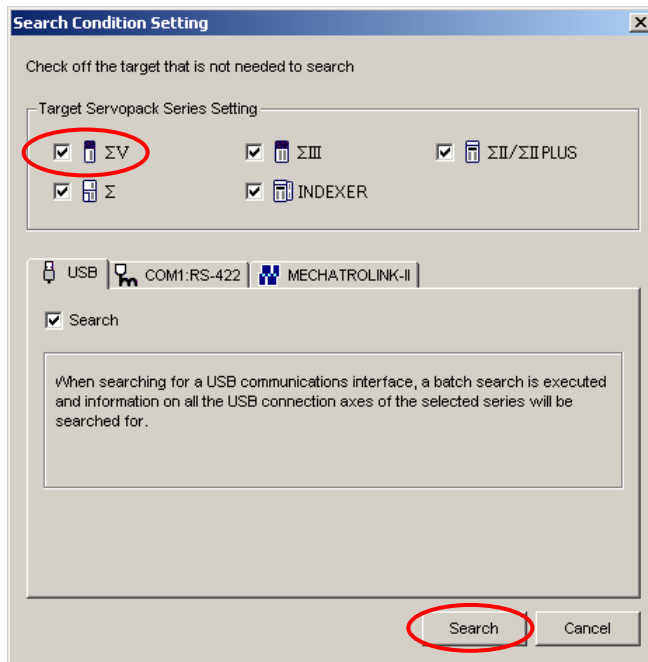 Search Condition Setting
Check off the target that is not needed to search
Target Servopack Series Setting
ΣV ΣIII ΣII/ΣII PLUS
Σ INDEXER
USB COM1:RS-422 MECHATROLINK-II
Search
When searching for a USB communications interface, a batch search is executed
and information on all the USB connection axes of the selected series will be
searched for.
Search Cancel